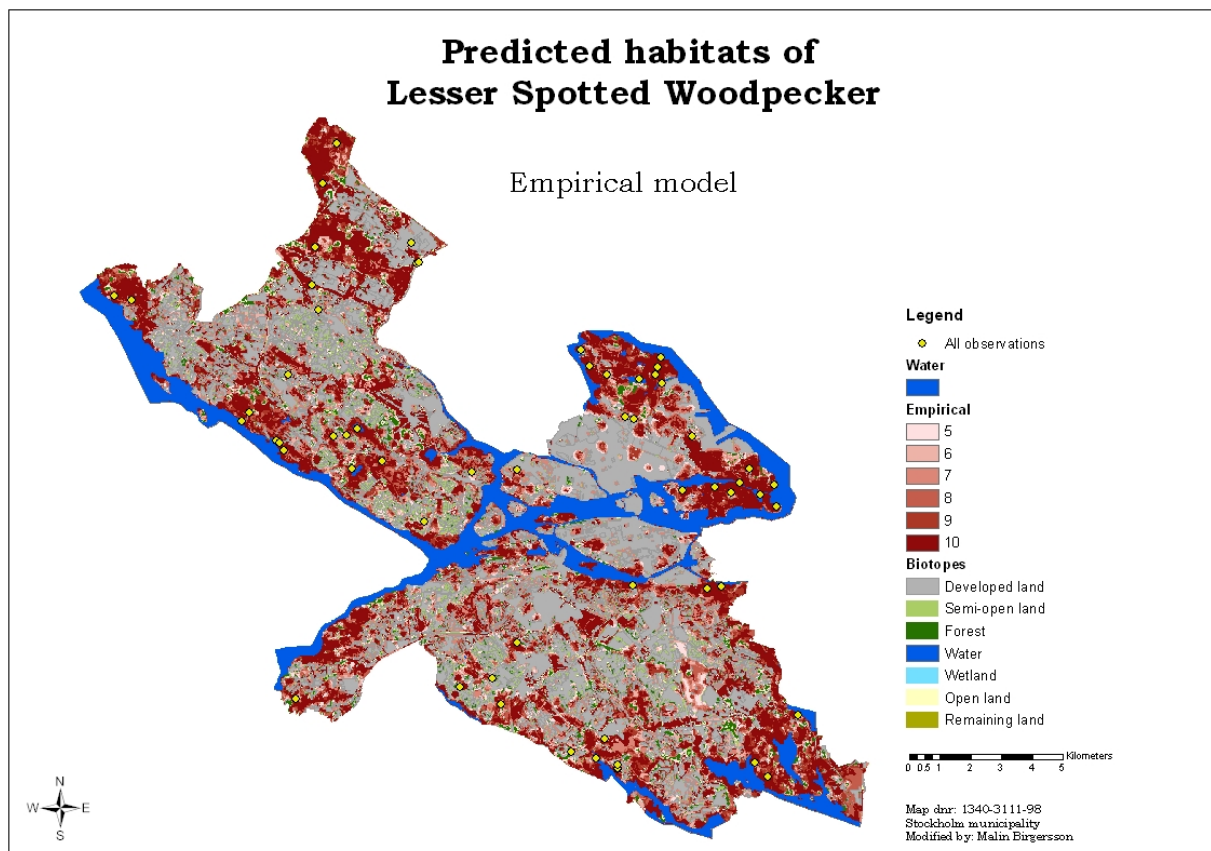 Predicted habitats of
Lesser Spotted Woodpecker
Empirical model
Legend
All observations
Water
Empirical
5
6
7
8
9
10
Biotopes
Developed land
Semi-open land
Forest
Water
Wetland
Open land
Remaining land
Kilometers
0 0.5 1 2 3 4 5
N
W E
S
Map dnr: 1340-3111-98
Stockholm municipality
Modified by: Malin Birgersson